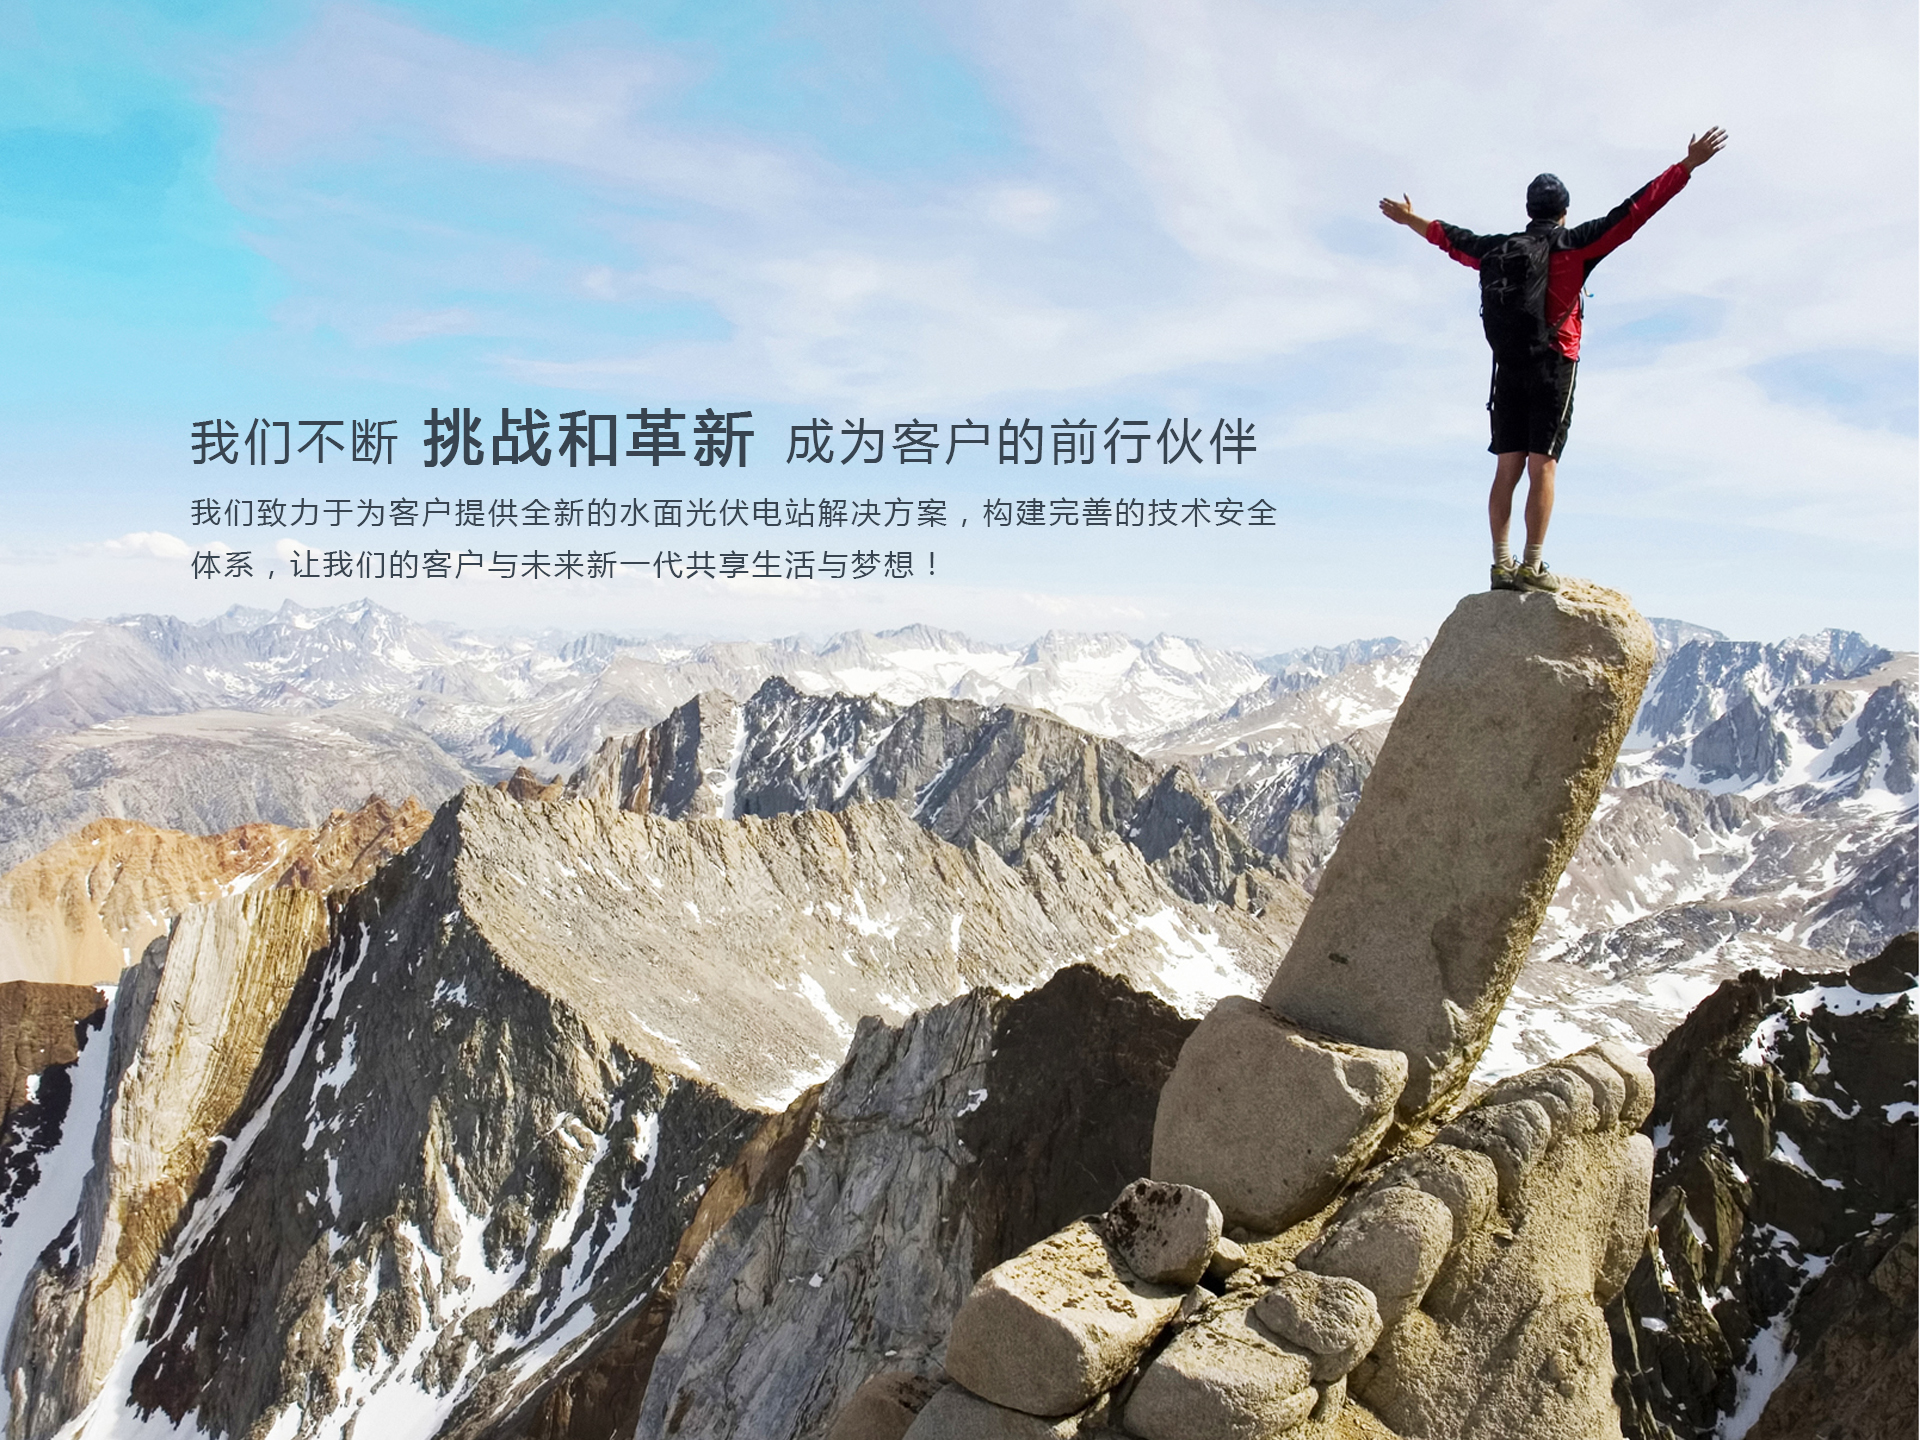 我们不断 挑战和革新 成为客户的前行伙伴
我们致力于为客户提供全新的水面光伏电站解决方案，构建完善的技术安全
体系，让我们的客户与未来新一代共享生活与梦想！